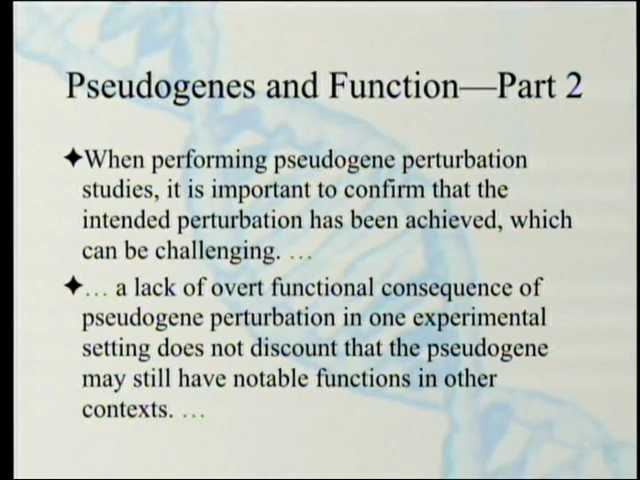 Pseudogenes and Function—Part 2
✦When performing pseudogene perturbation
studies, it is important to confirm that the
intended perturbation has been achieved, which
can be challenging. …
✦… a lack of overt functional consequence of
pseudogene perturbation in one experimental
setting does not discount that the pseudogene
may still have notable functions in other
contexts. …